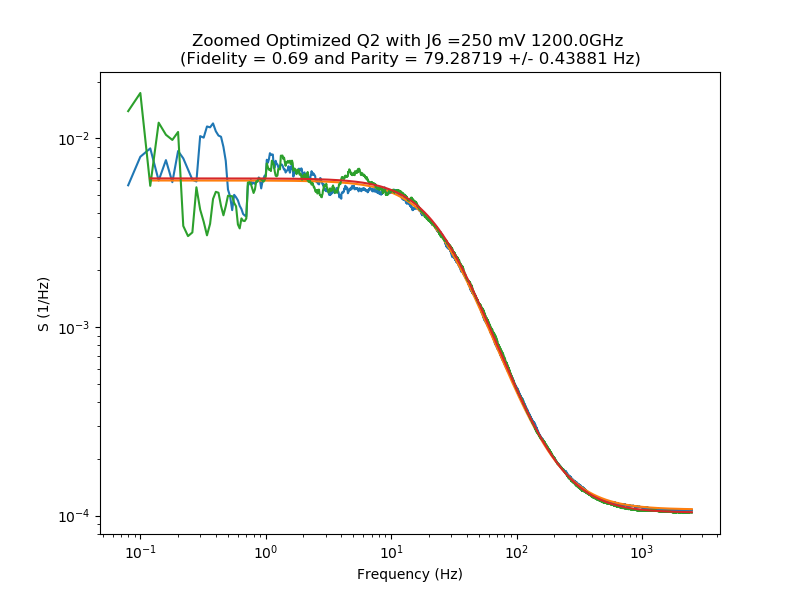 Zoomed Optimized Q2 with J6 =250 mV 1200.0GHz
(Fidelity = 0.69 and Parity = 79.28719 +/- 0.43881 Hz)
S (1/Hz)
10⁻²
10⁻³
10⁻⁴
10⁻¹ 10⁰ 10¹ 10² 10³
Frequency (Hz)